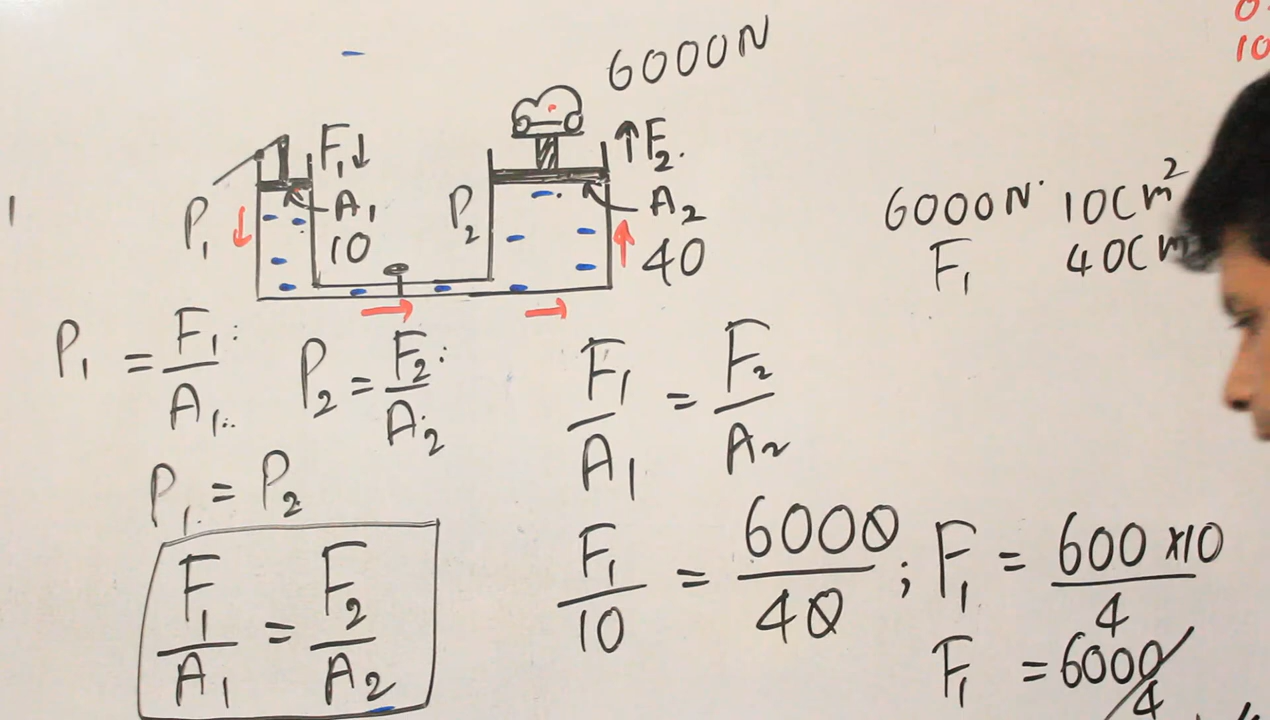 6000N
F₁↓
↑F₂.
P₁
A₁
10
P₂
A₂
40
6000N 10cm²
F₁ 40cm
P₁ = F₁/A₁
P₂ = F₂/A₂
F₁/A₁ = F₂/A₂
P₁ = P₂
F₁/A₁ = F₂/A₂
F₁/10 = 6000/40 ; F₁ = 600 x10/4
F₁ = 6000/4
10